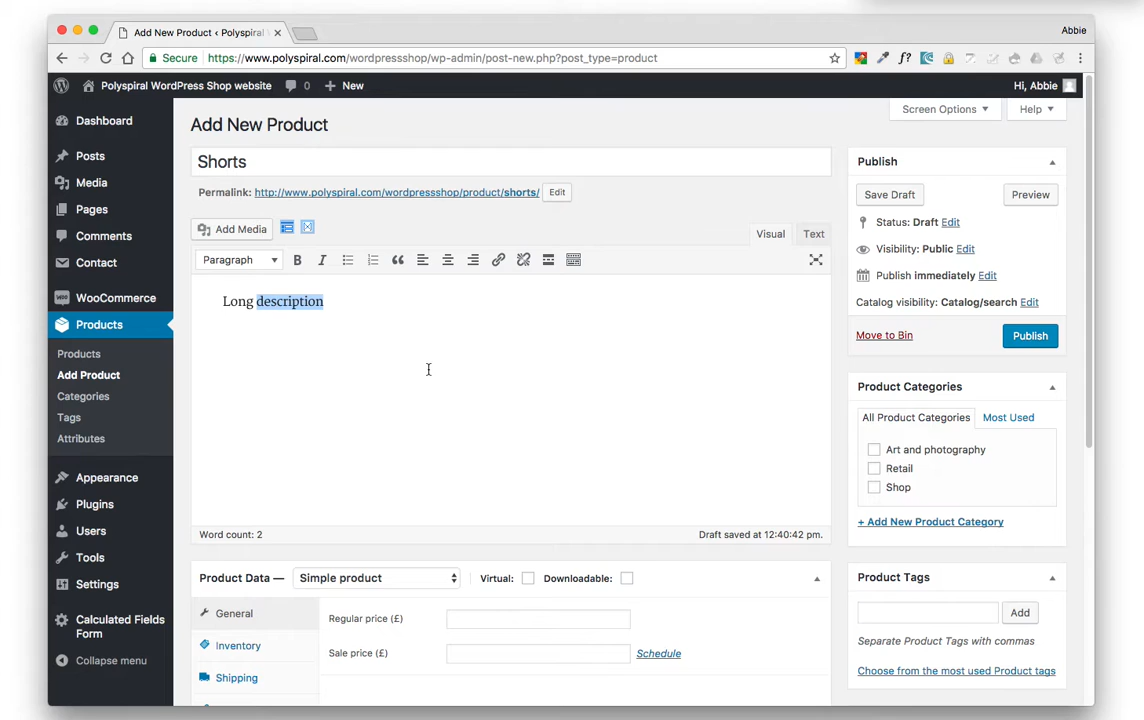 Add New Product ‹ Polyspiral
Abbie
Secure https://www.polyspiral.com/wordpressshop/wp-admin/post-new.php?post_type=product
f?
Polyspiral WordPress Shop website 0 New Hi, Abbie
Dashboard
Posts
Media
Pages
Comments
Contact
WooCommerce
Products
Products
Add Product
Categories
Tags
Attributes
Appearance
Plugins
Users
Tools
Settings
Calculated Fields
Form
Collapse menu
Screen Options Help
Add New Product
Shorts
Permalink: http://www.polyspiral.com/wordpressshop/product/shorts/ Edit
Add Media
Visual Text
Paragraph B I
Long description
Word count: 2 Draft saved at 12:40:42 pm.
Product Data — Simple product Virtual: Downloadable:
General
Inventory
Shipping
Regular price (£)
Sale price (£) Schedule
Publish
Save Draft Preview
Status: Draft Edit
Visibility: Public Edit
Publish immediately Edit
Catalog visibility: Catalog/search Edit
Move to Bin Publish
Product Categories
All Product Categories Most Used
Art and photography
Retail
Shop
+ Add New Product Category
Product Tags
Add
Separate Product Tags with commas
Choose from the most used Product tags